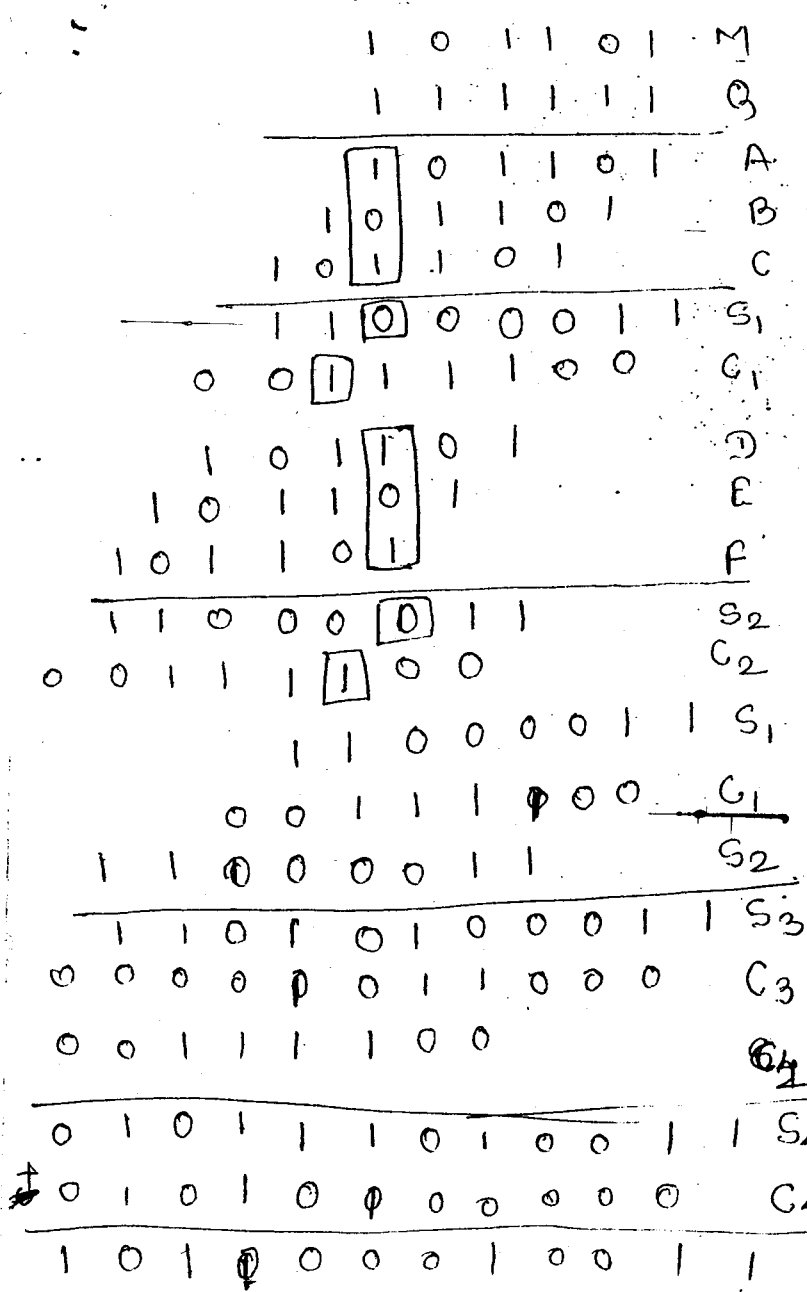 1 0 1 1 0 1 M
1 1 1 1 1 1 Q
1 0 1 1 0 1 A
1 0 1 1 0 1 B
1 0 1 1 0 1 C
1 1 0 0 0 0 1 1 S1
0 0 1 1 1 1 0 0 C1
1 0 1 1 0 1 D
1 0 1 1 0 1 E
1 0 1 1 0 1 F
1 1 0 0 0 0 1 1 S2
0 0 1 1 1 1 0 0 C2
1 1 0 0 0 0 1 1 S1
0 0 1 1 1 1 0 0 C1
1 1 0 0 0 0 1 1 S2
1 1 0 1 0 1 0 0 0 1 1 S3
0 0 0 0 1 0 1 1 0 0 0 C3
0 0 1 1 1 1 0 0
0 1 0 1 1 1 0 1 0 0 1 1 S4
+ 0 1 0 1 0 1 0 0 0 0 0 C4
1 0 1 1 0 0 0 1 0 0 1 1